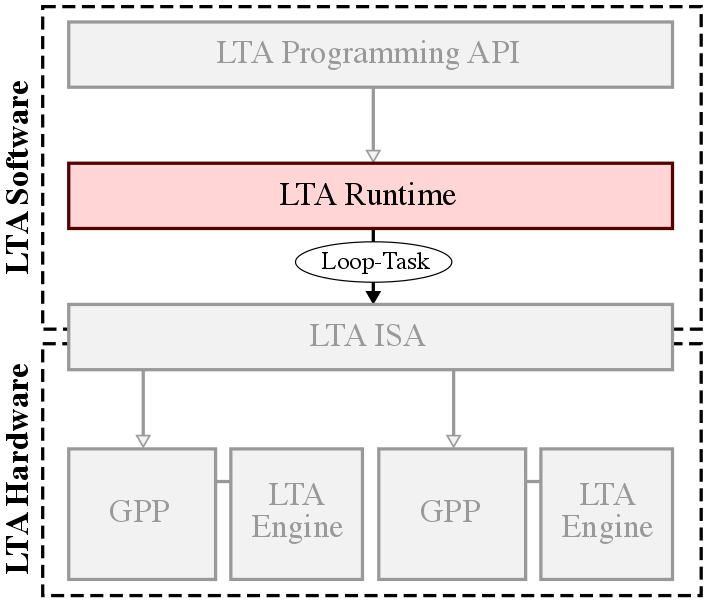 LTA Software
LTA Programming API
LTA Runtime
Loop-Task
LTA ISA
LTA Hardware
GPP
LTA
Engine
GPP
LTA
Engine